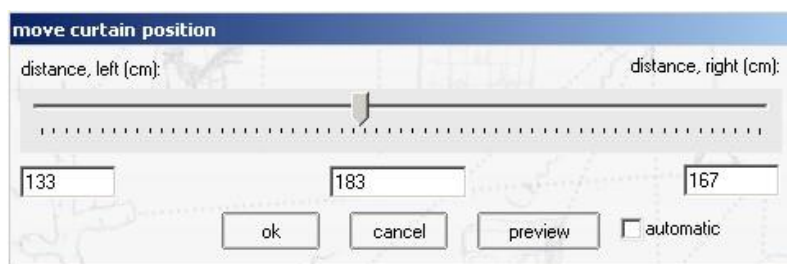 move curtain position
distance, left (cm): distance, right (cm):
133 183 167
ok cancel preview automatic